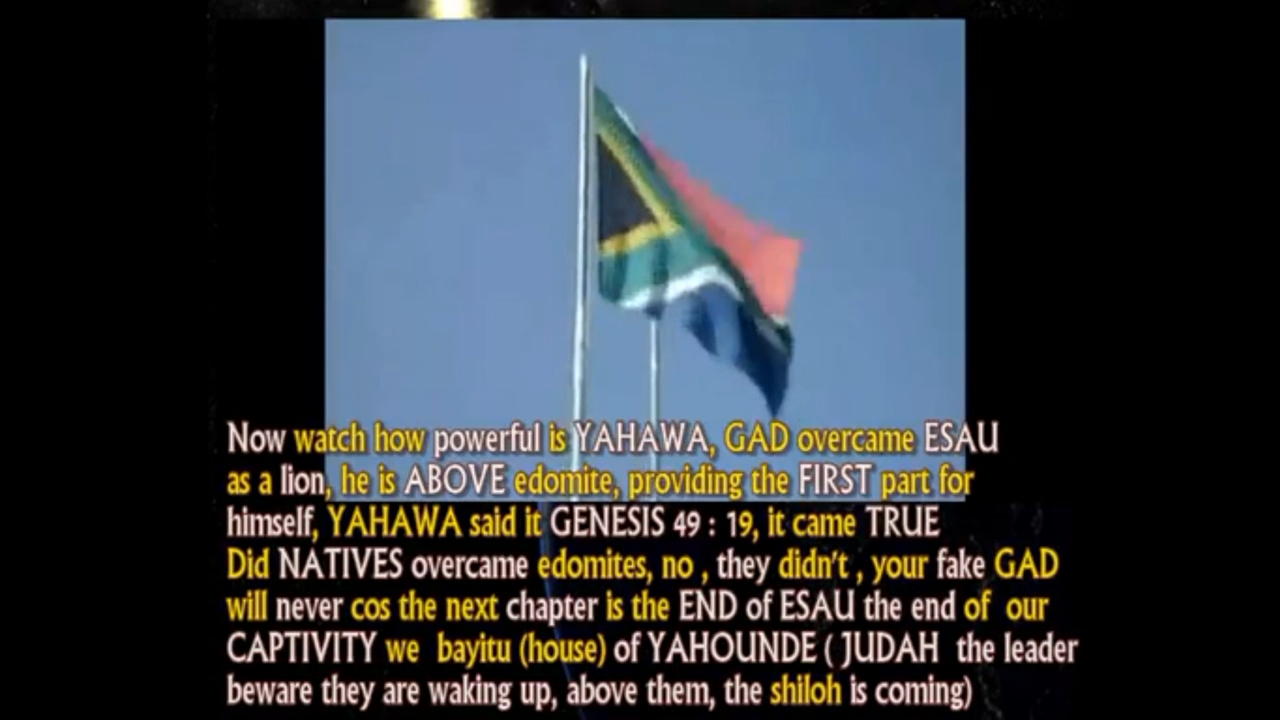 Now watch how powerful is YAHAWA, GAD overcame ESAU
as a lion, he is ABOVE edomite, providing the FIRST part for
himself, YAHAWA said it GENESIS 49 : 19, it came TRUE
Did NATIVES overcame edomites, no , they didn't , your fake GAD
will never cos the next chapter is the END of ESAU the end of our
CAPTIVITY we bayitu (house) of YAHOUNDE ( JUDAH the leader
beware they are waking up, above them, the shiloh is coming)